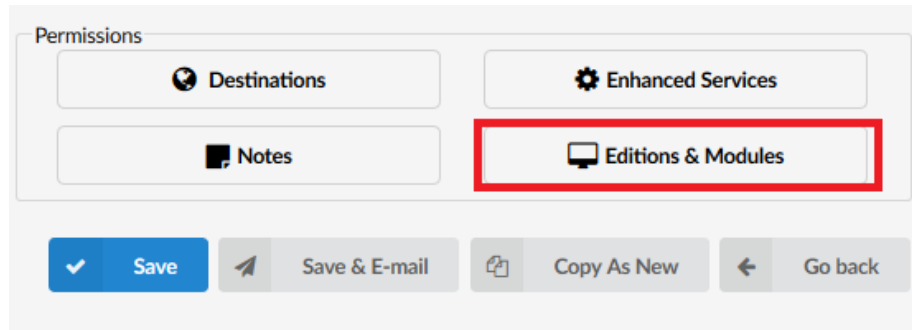 Permissions
Destinations
Enhanced Services
Notes
Editions & Modules
Save
Save & E-mail
Copy As New
Go back